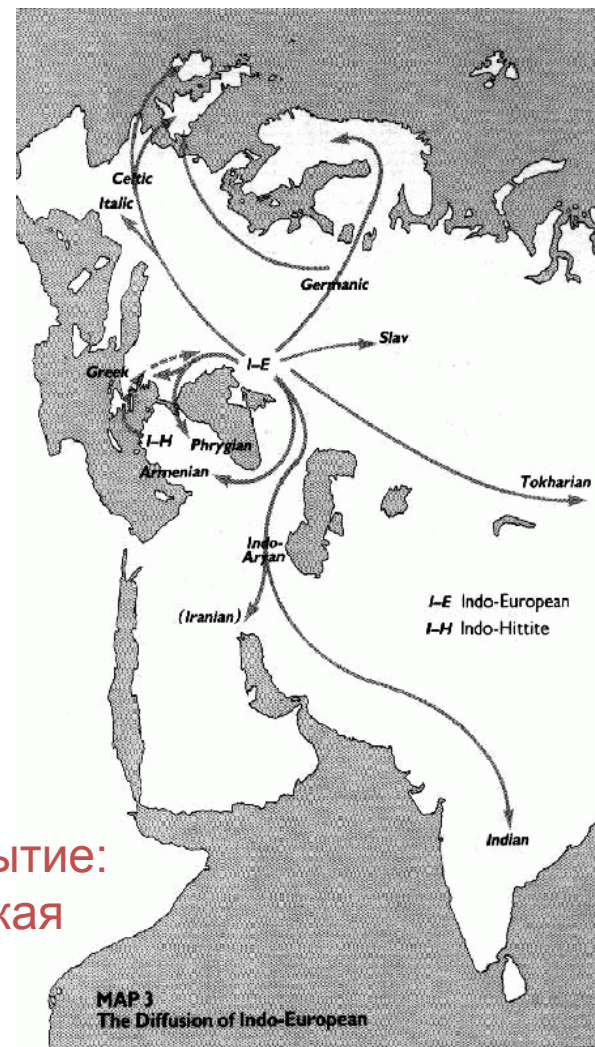 Celtic
Italic
Germanic
Slav
I–E
Greek
I–H
Phrygian
Armenian
Tokharian
Indo-
Aryan
(Iranian)
I–E Indo-European
I–H Indo-Hittite
Indian
ытие:
кая
MAP 3
The Diffusion of Indo-European